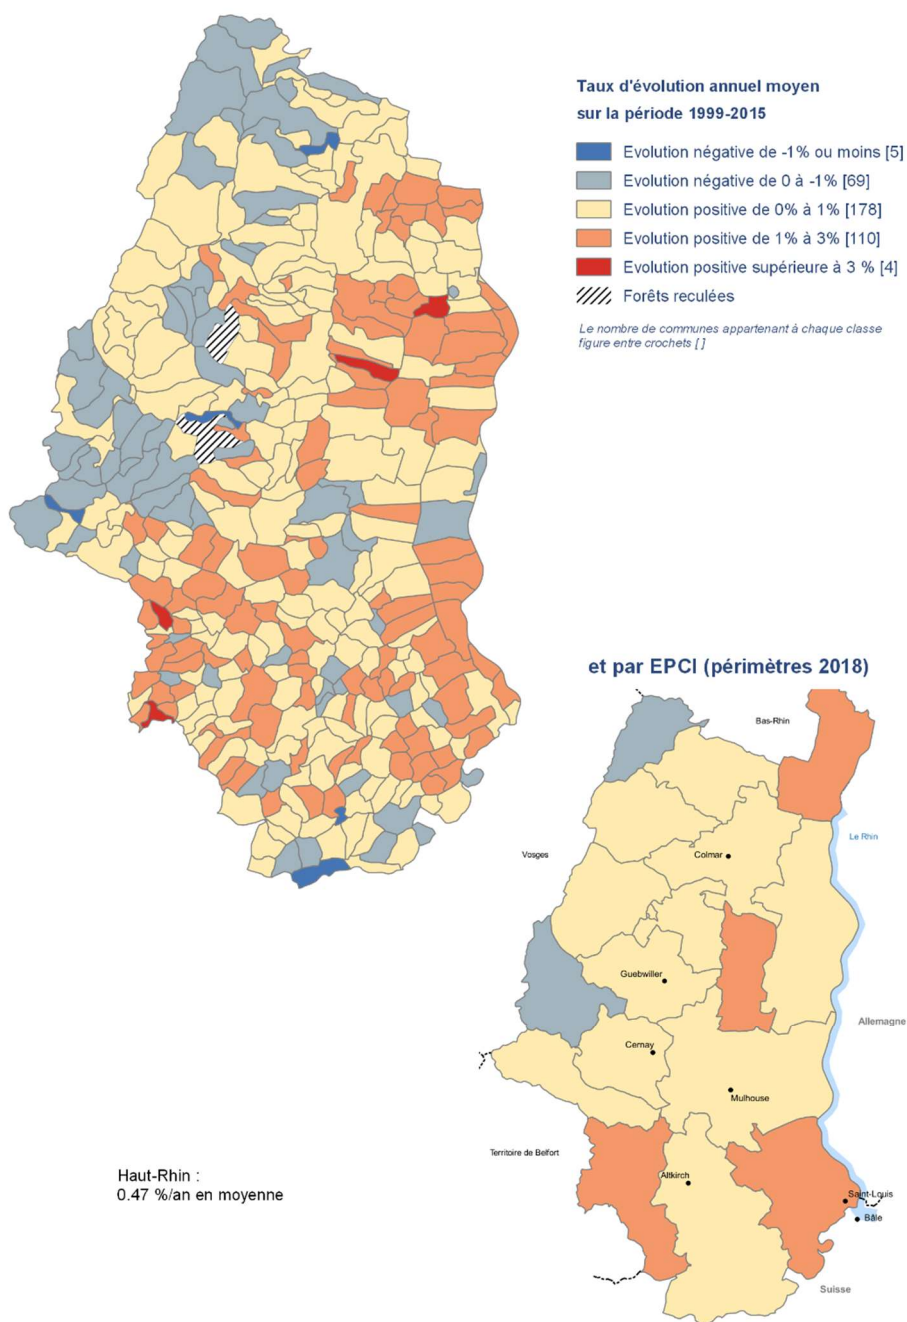 Taux d'évolution annuel moyen
sur la période 1999-2015
Evolution négative de -1% ou moins [5]
Evolution négative de 0 à -1% [69]
Evolution positive de 0% à 1% [178]
Evolution positive de 1% à 3% [110]
Evolution positive supérieure à 3 % [4]
Forêts reculées
Le nombre de communes appartenant à chaque classe
figure entre crochets [ ]
et par EPCI (périmètres 2018)
Bas-Rhin
Le Rhin
Vosges
Colmar
Guebwiller
Allemagne
Cernay
Mulhouse
Territoire de Belfort
Altkirch
Saint-Louis
Bâle
Suisse
Haut-Rhin :
0.47 %/an en moyenne